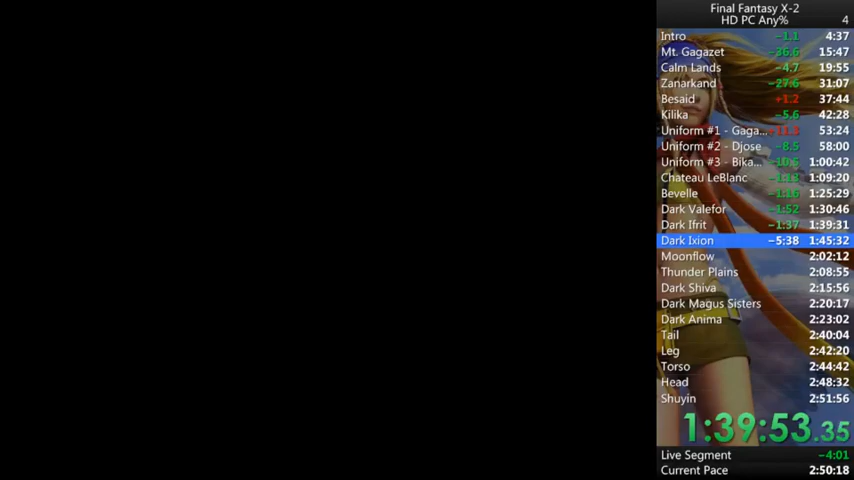 Final Fantasy X-2
HD PC Any% 4
Intro −1.1 4:37
Mt. Gagazet −36.6 15:47
Calm Lands −4.7 19:55
Zanarkand −27.6 31:07
Besaid +1.2 37:44
Kilika −5.6 42:28
Uniform #1 - Gaga... +11.3 53:24
Uniform #2 - Djose −8.5 58:00
Uniform #3 - Bika... −10.5 1:00:42
Chateau LeBlanc −1:13 1:09:20
Bevelle −1:16 1:25:29
Dark Valefor −1:52 1:30:46
Dark Ifrit −1:37 1:39:31
Dark Ixion −5:38 1:45:32
Moonflow 2:02:12
Thunder Plains 2:08:55
Dark Shiva 2:15:56
Dark Magus Sisters 2:20:17
Dark Anima 2:23:02
Tail 2:40:04
Leg 2:42:20
Torso 2:44:42
Head 2:48:32
Shuyin 2:51:56
1:39:53.35
Live Segment −4:01
Current Pace 2:50:18